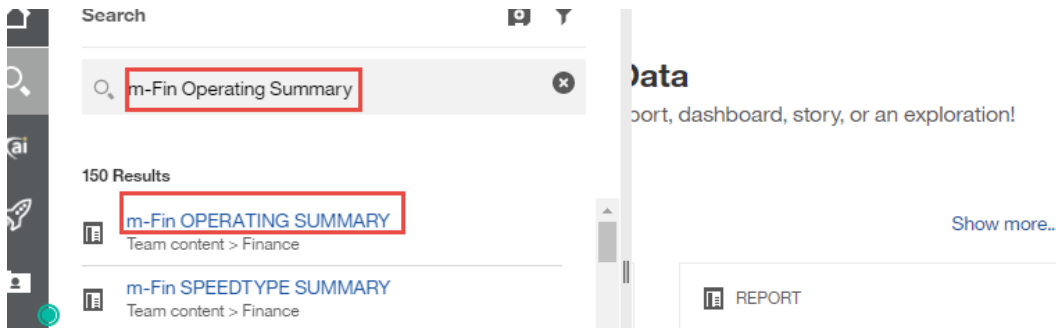 Search
m-Fin Operating Summary
150 Results
m-Fin OPERATING SUMMARY
Team content > Finance
m-Fin SPEEDTYPE SUMMARY
Team content > Finance
ai
Data
port, dashboard, story, or an exploration!
Show more..
REPORT